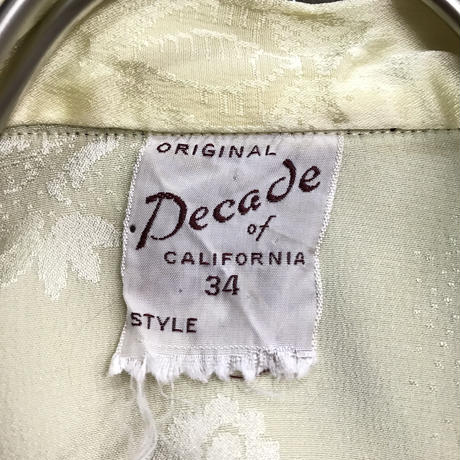 ORIGINAL
Decade
of
CALIFORNIA
34
STYLE